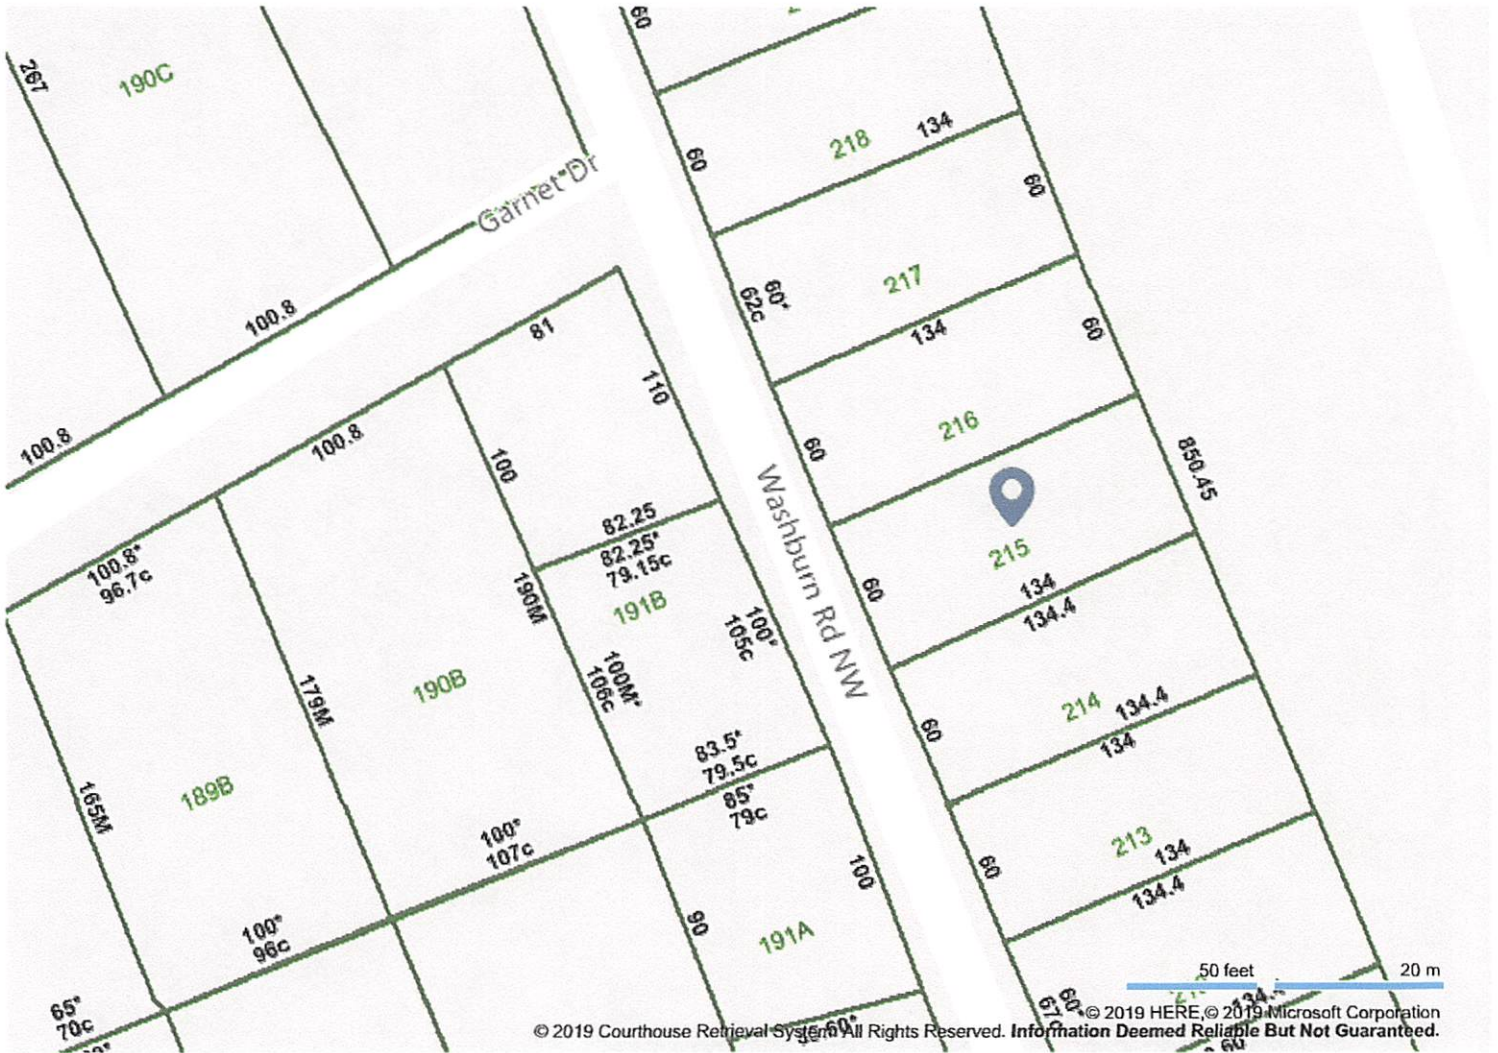 60
267
190C
218
134
60
60
Garnet Dr
217
60*
62c
100.8
134
60
81
110
100.8
100.8
216
60
100
850.45
Washburn Rd NW
82.25
82.25*
79.15c
215
100.8*
96.7c
134
134.4
60
190M
191B
100*
105c
100M*
106c
190B
179M
214
134.4
134
60
83.5*
79.5c
85*
79c
189B
165M
100*
107c
213
134
134.4
60
100
90
191A
100*
96c
65*
70c
50 feet
20 m
60*
67c
© 2019 HERE, © 2019 Microsoft Corporation
© 2019 Courthouse Retrieval System. All Rights Reserved. Information Deemed Reliable But Not Guaranteed.
60